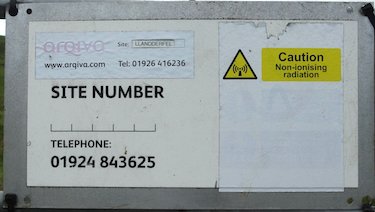 arqiva
Site: LLANDDERFEL
www.arqiva.com Tel: 01926 416236
Caution
Non-ionising
radiation
SITE NUMBER
TELEPHONE:
01924 843625